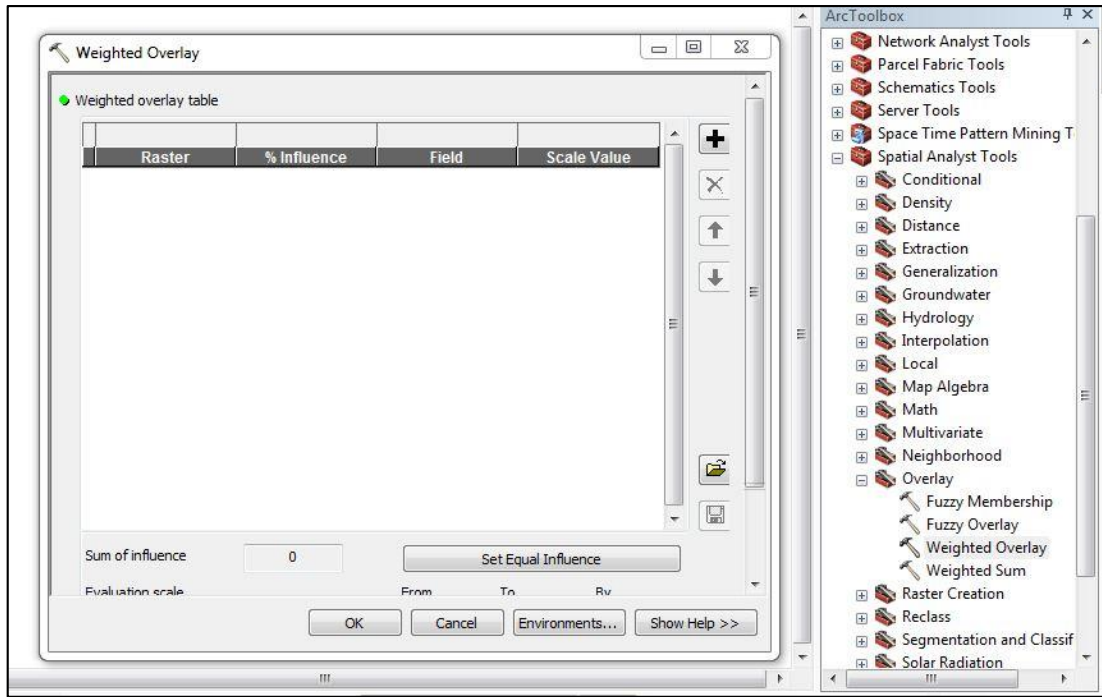 Weighted Overlay
Weighted overlay table
Raster % Influence Field Scale Value
Sum of influence 0 Set Equal Influence
Evaluation scale From To By
OK Cancel Environments... Show Help >>
ArcToolbox
Network Analyst Tools
Parcel Fabric Tools
Schematics Tools
Server Tools
Space Time Pattern Mining T
Spatial Analyst Tools
Conditional
Density
Distance
Extraction
Generalization
Groundwater
Hydrology
Interpolation
Local
Map Algebra
Math
Multivariate
Neighborhood
Overlay
Fuzzy Membership
Fuzzy Overlay
Weighted Overlay
Weighted Sum
Raster Creation
Reclass
Segmentation and Classif
Solar Radiation